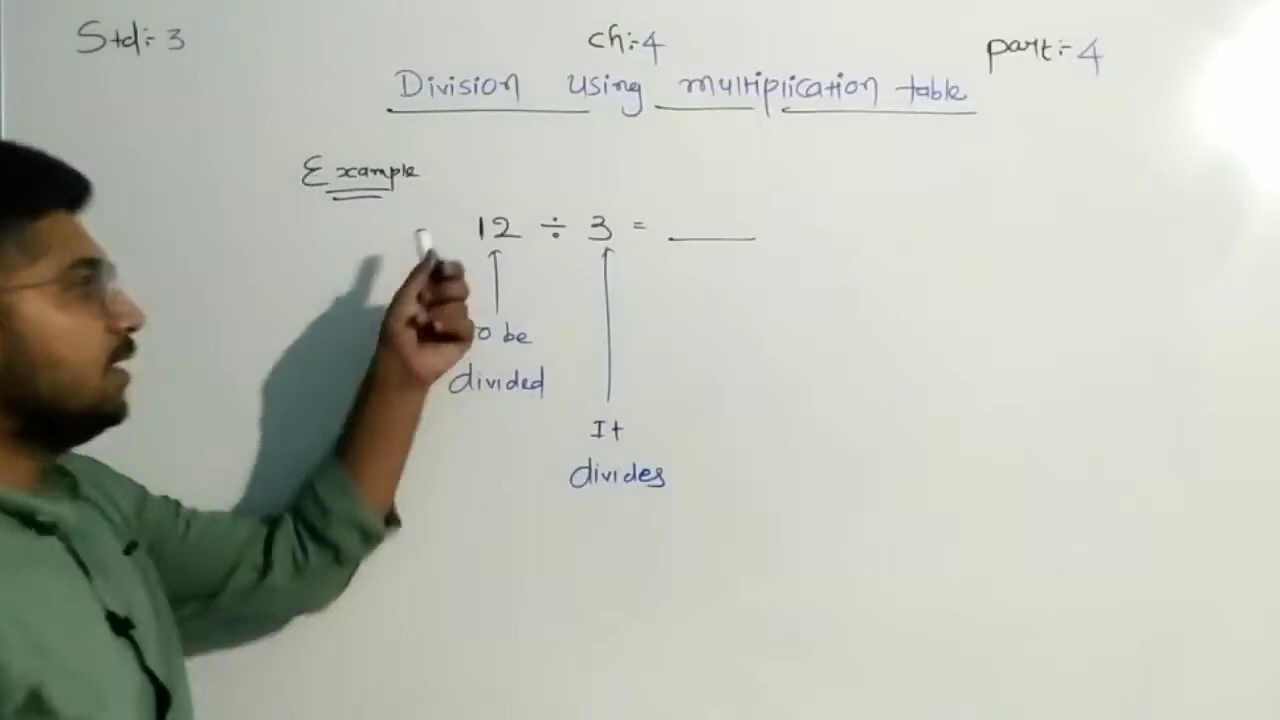 Std:- 3
ch:-4
part:- 4
Division using multiplication table
Example
12 ÷ 3 = ____
be
divided
It
divides